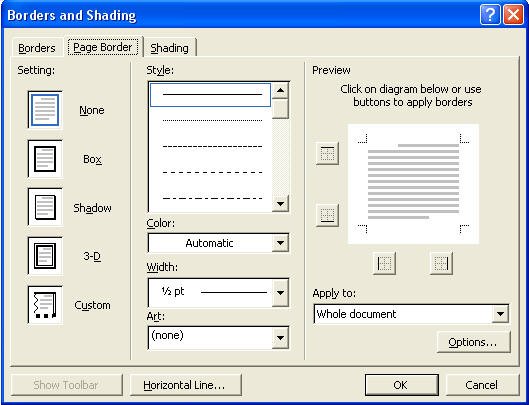 Borders and Shading
Borders
Page Border
Shading
Setting:
None
Box
Shadow
3-D
Custom
Style:
Color:
Automatic
Width:
½ pt
Art:
(none)
Preview
Click on diagram below or use
buttons to apply borders
Apply to:
Whole document
Options...
Show Toolbar
Horizontal Line...
OK
Cancel